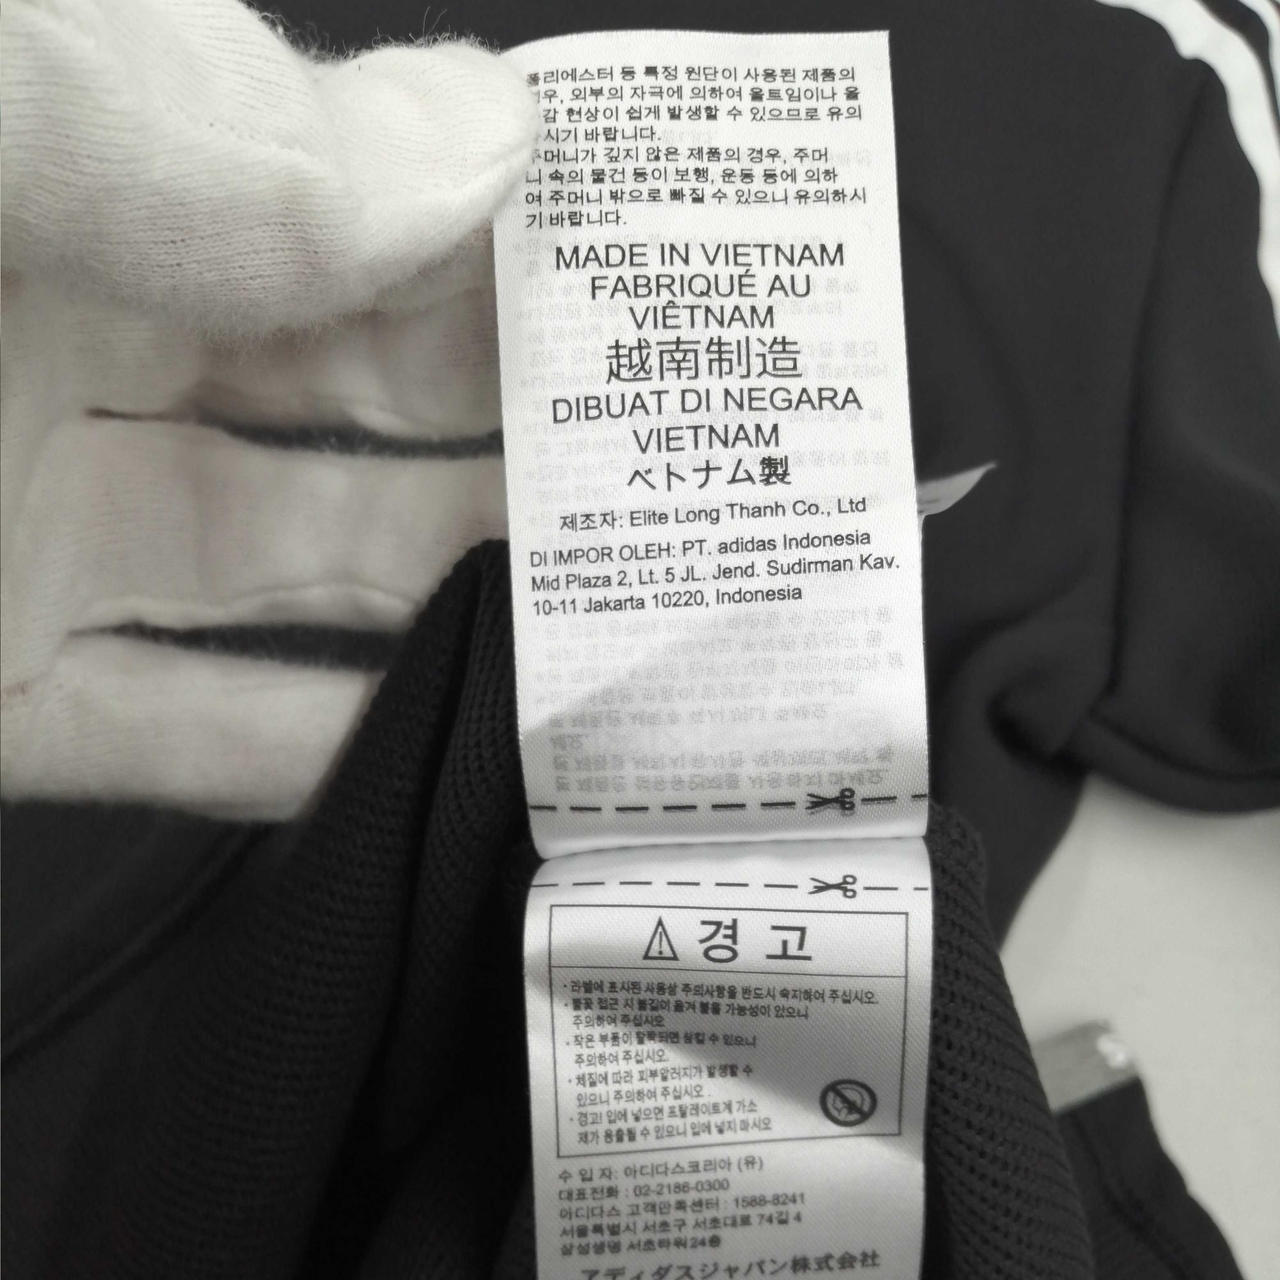 폴리에스터 등 특정 원단이 사용된 제품의
우, 외부의 자극에 의하여 올트임이나 올
감 현상이 쉽게 발생할 수 있으므로 유의
시기 바랍니다.
주머니가 깊지 않은 제품의 경우, 주머
니 속의 물건 등이 보행, 운동 등에 의하
여 주머니 밖으로 빠질 수 있으니 유의하시
기 바랍니다.
MADE IN VIETNAM
FABRIQUÉ AU
VIÊTNAM
越南制造
DIBUAT DI NEGARA
VIETNAM
ベトナム製
제조자: Elite Long Thanh Co., Ltd
DI IMPOR OLEH: PT. adidas Indonesia
Mid Plaza 2, Lt. 5 JL. Jend. Sudirman Kav.
10-11 Jakarta 10220, Indonesia
경 고
· 라벨에 표시된 사용상 주의사항을 반드시 숙지하여 주십시오.
· 불꽃 접근 시 불길이 옮겨 붙을 가능성이 있으니
주의하여 주십시오
· 작은 부품이 탈락되면 삼킬 수 있으니
주의하여 주십시오.
· 체질에 따라 피부알러지가 발생할 수
있으니 주의하여 주십시오 .
· 경고! 입에 넣으면 프탈레이트계 가소
제가 용출될 수 있으니 입에 넣지 마시오
수 입 자: 아디다스코리아 (유)
대표전화 : 02-2186-0300
아디다스 고객만족센터 : 1588-8241
서울특별시 서초구 서초대로 74길 4
삼성생명 서초타워 24층
アディダスジャパン株式会社